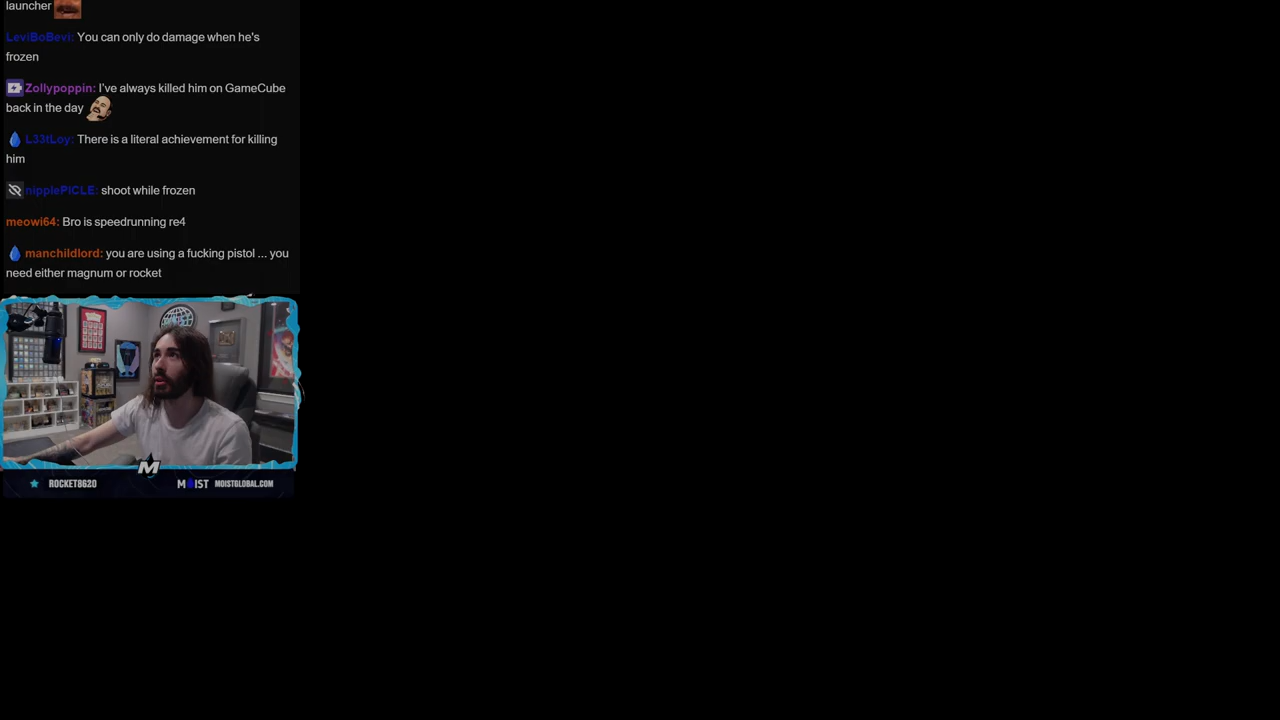 launcher
LeviBoBevi: You can only do damage when he's
frozen
Zollypoppin: I've always killed him on GameCube
back in the day
L33tLoy: There is a literal achievement for killing
him
nipplePICLE: shoot while frozen
meowi64: Bro is speedrunning re4
manchildlord: you are using a fucking pistol ... you
need either magnum or rocket
M
ROCKET8620
MOIST
MOISTGLOBAL.COM